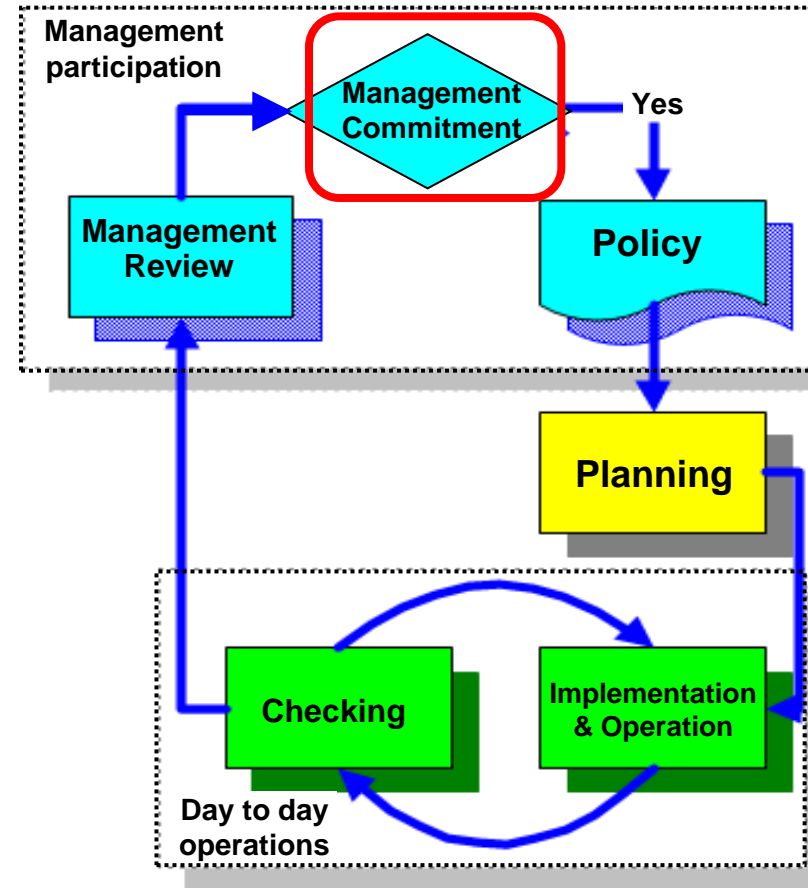 Management
participation
Management
Commitment
Yes
Management
Review
Policy
Planning
Checking
Implementation
& Operation
Day to day
operations